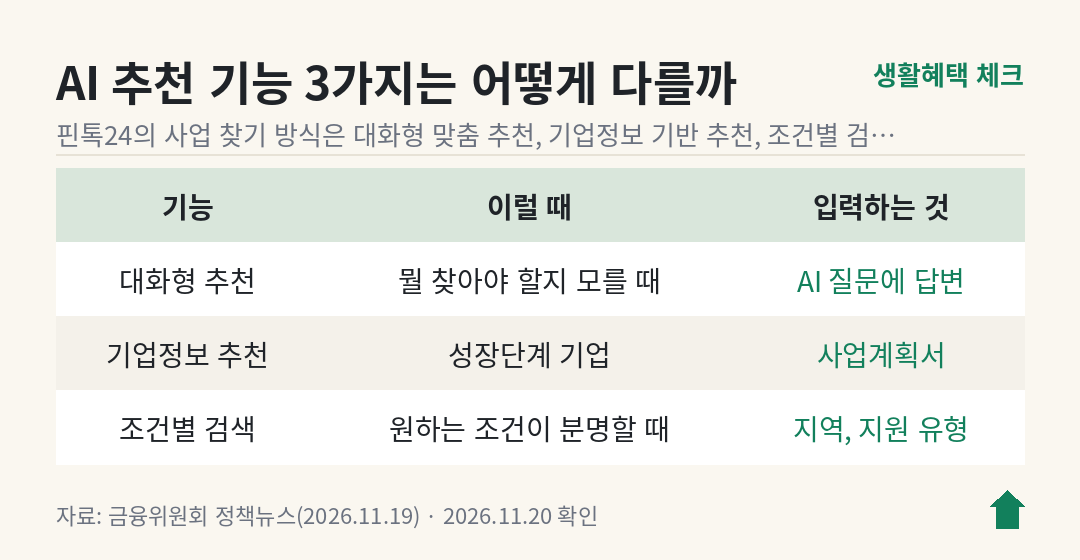 AI 추천 기능 3가지는 어떻게 다를까
생활혜택 체크
핀톡24의 사업 찾기 방식은 대화형 맞춤 추천, 기업정보 기반 추천, 조건별 검…
기능 이럴 때 입력하는 것
대화형 추천 뭘 찾아야 할지 모를 때 AI 질문에 답변
기업정보 추천 성장단계 기업 사업계획서
조건별 검색 원하는 조건이 분명할 때 지역, 지원 유형
자료: 금융위원회 정책뉴스(2026.11.19) · 2026.11.20 확인